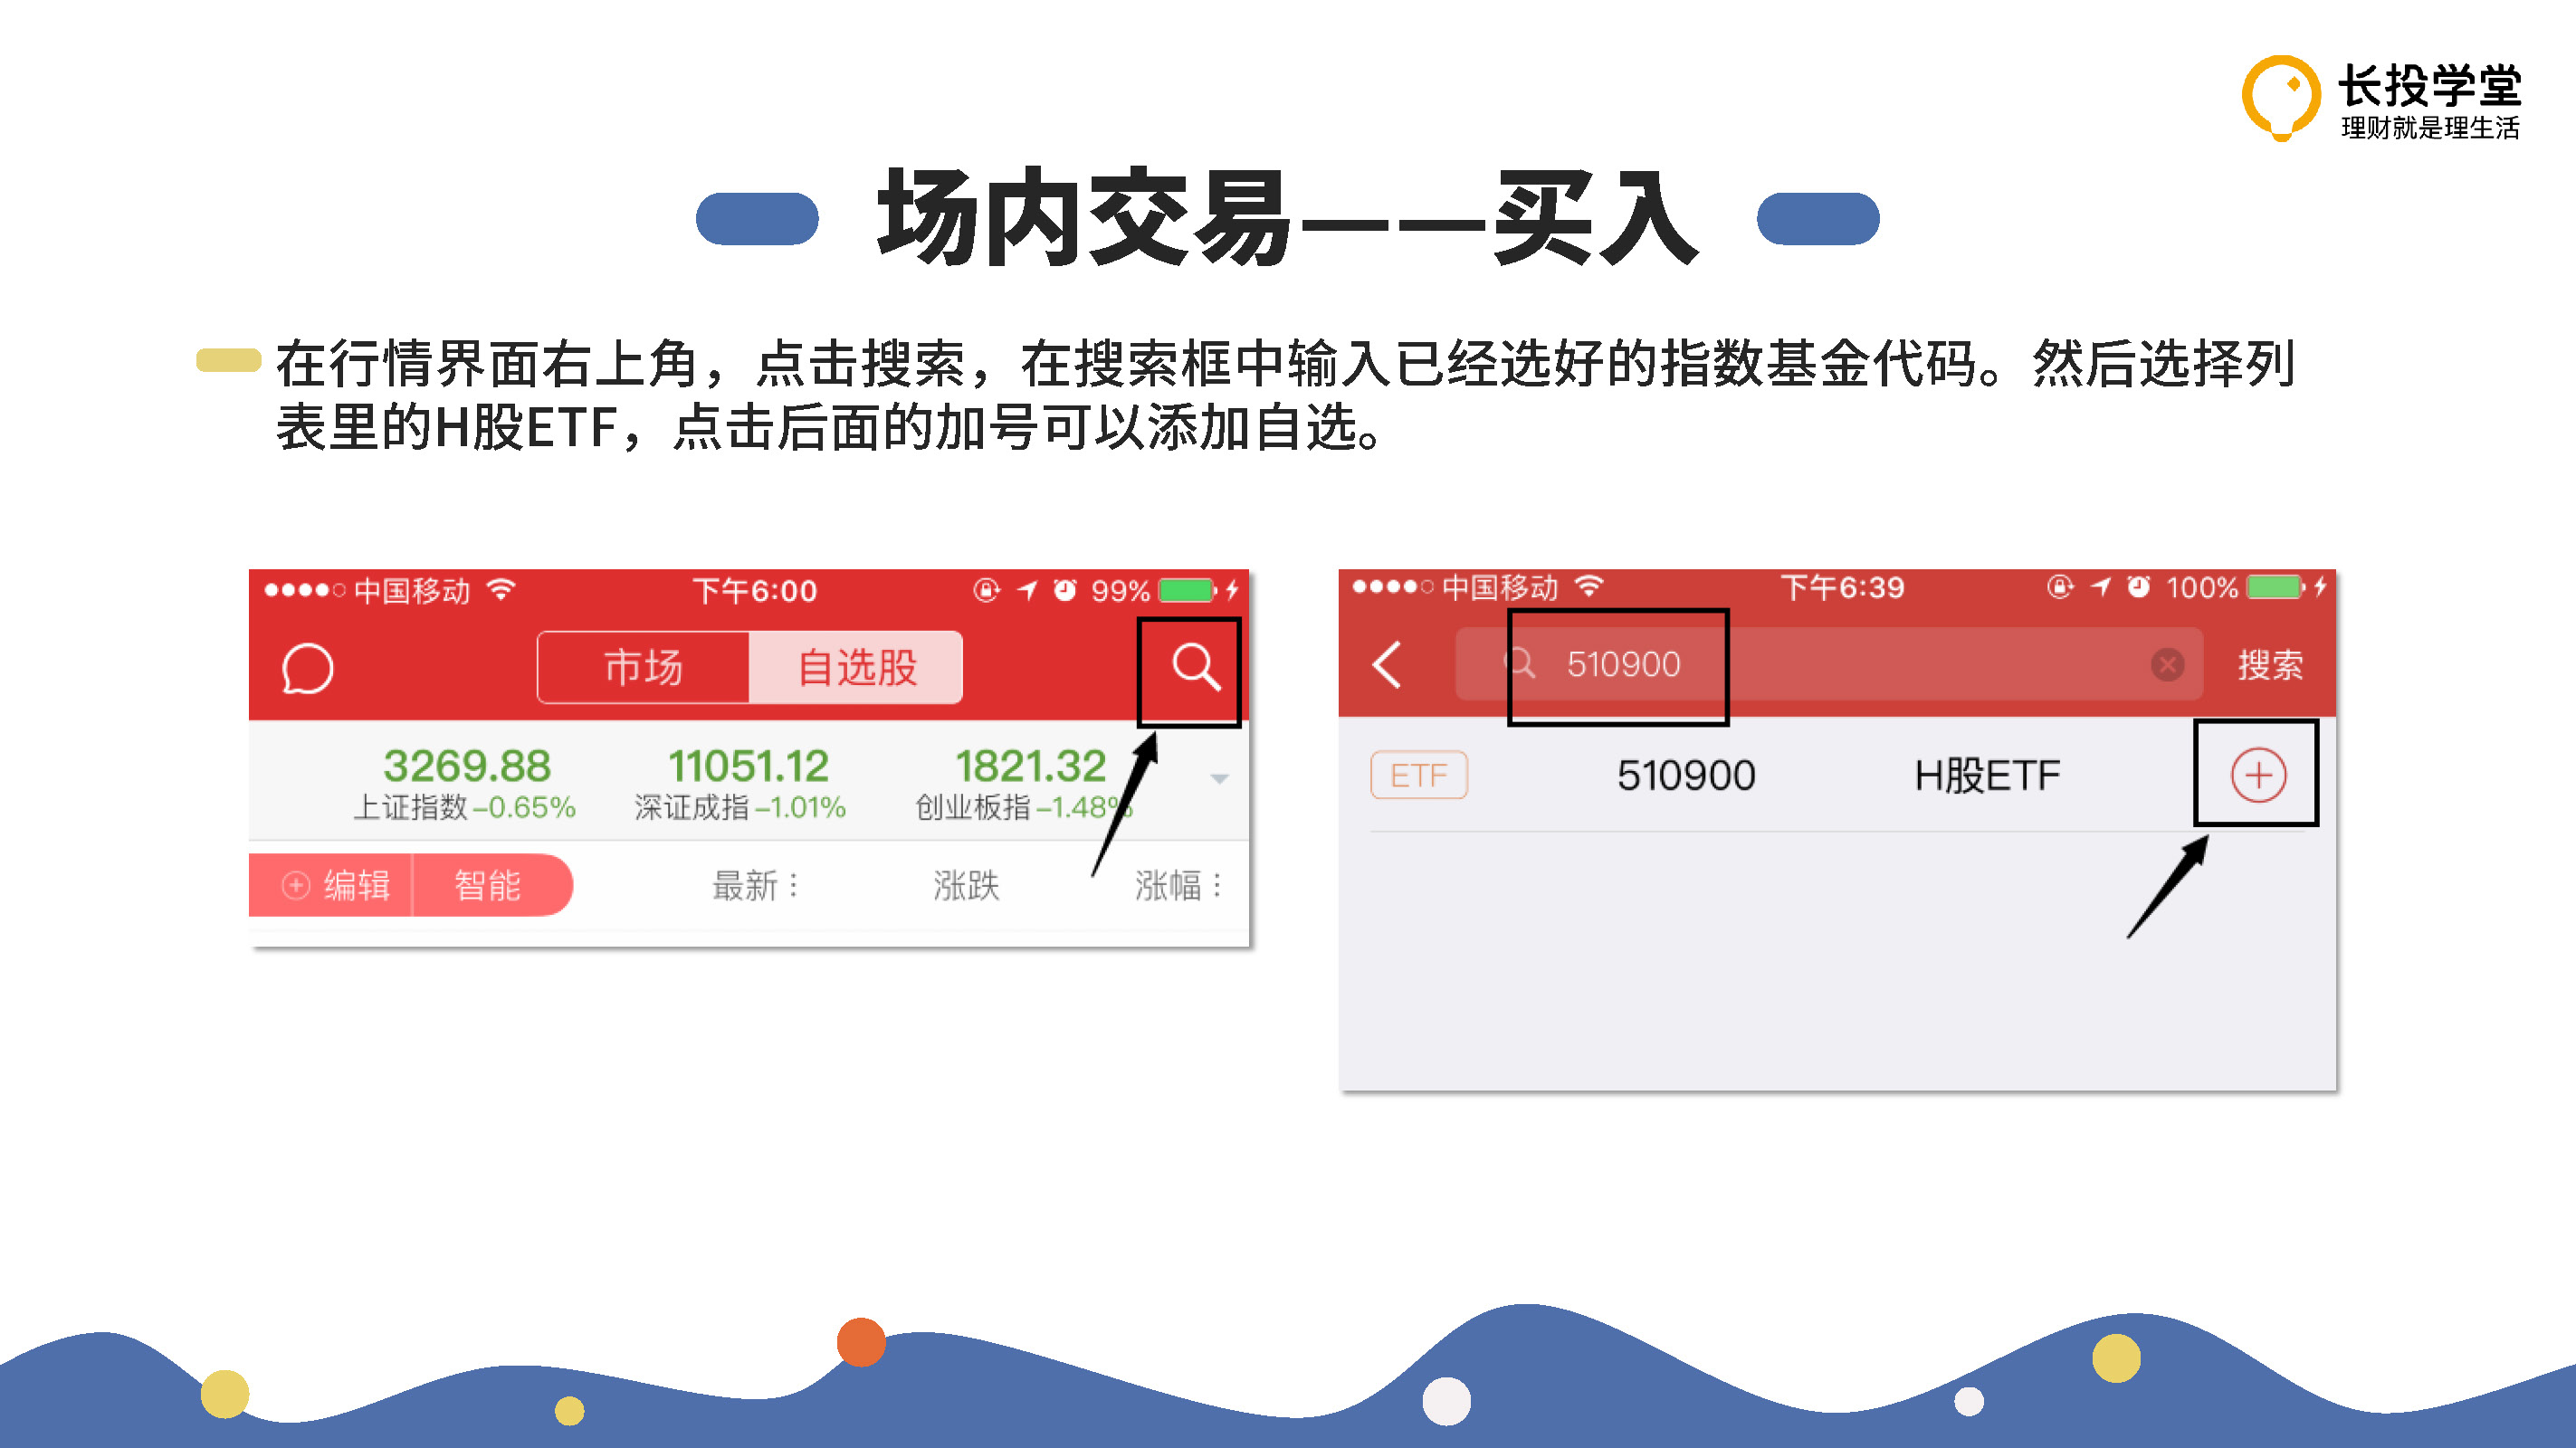 长投学堂
理财就是理生活
场内交易——买入
在行情界面右上角，点击搜索，在搜索框中输入已经选好的指数基金代码。然后选择列
表里的H股ETF，点击后面的加号可以添加自选。
中国移动 下午6:00 99%
市场 自选股
3269.88 11051.12 1821.32
上证指数 -0.65% 深证成指 -1.01% 创业板指 -1.48%
编辑 智能 最新 涨跌 涨幅
中国移动 下午6:39 100%
510900 搜索
ETF 510900 H股ETF